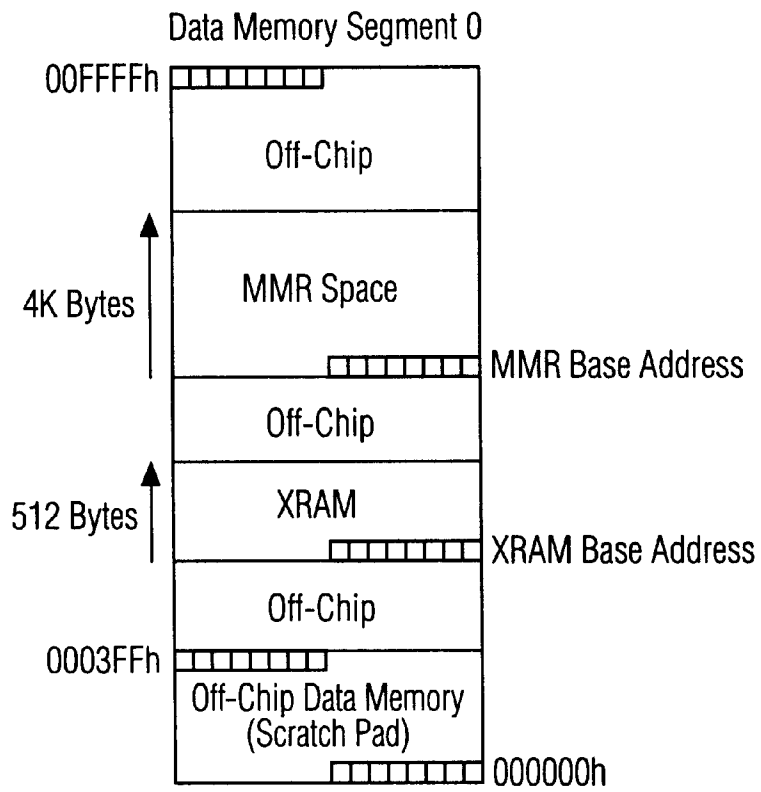 Data Memory Segment 0
00FFFFh
Off-Chip
4K Bytes
MMR Space
MMR Base Address
Off-Chip
512 Bytes
XRAM
XRAM Base Address
Off-Chip
0003FFh
Off-Chip Data Memory
(Scratch Pad)
000000h